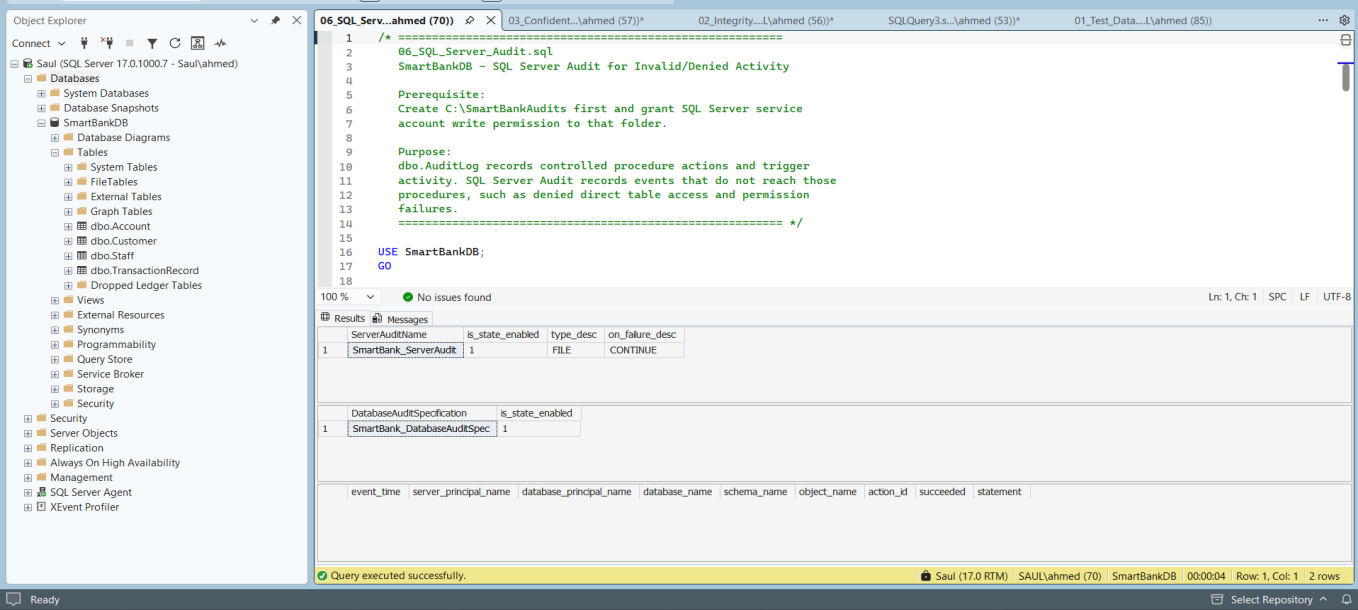 Object Explorer
Connect
Saul (SQL Server 17.0.1000.7 - Saul\ahmed)
Databases
System Databases
Database Snapshots
SmartBankDB
Database Diagrams
Tables
System Tables
FileTables
External Tables
Graph Tables
dbo.Account
dbo.Customer
dbo.Staff
dbo.TransactionRecord
Dropped Ledger Tables
Views
External Resources
Synonyms
Programmability
Query Store
Service Broker
Storage
Security
Security
Server Objects
Replication
Always On High Availability
Management
SQL Server Agent
XEvent Profiler
06_SQL_Serv...ahmed (70)) 03_Confident...\ahmed (57))* 02_Integrity....L\ahmed (56))* SQLQuery3.s...\ahmed (53))* 01_Test_Data....L\ahmed (85))
1 /* =========================================================
2 06_SQL_Server_Audit.sql
3 SmartBankDB - SQL Server Audit for Invalid/Denied Activity
4
5 Prerequisite:
6 Create C:\SmartBankAudits first and grant SQL Server service
7 account write permission to that folder.
8
9 Purpose:
10 dbo.AuditLog records controlled procedure actions and trigger
11 activity. SQL Server Audit records events that do not reach those
12 procedures, such as denied direct table access and permission
13 failures.
14 ========================================================= */
15
16 USE SmartBankDB;
17 GO
18
100 % No issues found Ln: 1, Ch: 1 SPC LF UTF-8
Results Messages
ServerAuditName is_state_enabled type_desc on_failure_desc
1 SmartBank_ServerAudit 1 FILE CONTINUE
DatabaseAuditSpecification is_state_enabled
1 SmartBank_DatabaseAuditSpec 1
event_time server_principal_name database_principal_name database_name schema_name object_name action_id succeeded statement
Query executed successfully. Saul (17.0 RTM) SAUL\ahmed (70) SmartBankDB 00:00:04 Row: 1, Col: 1 2 rows
Ready Select Repository